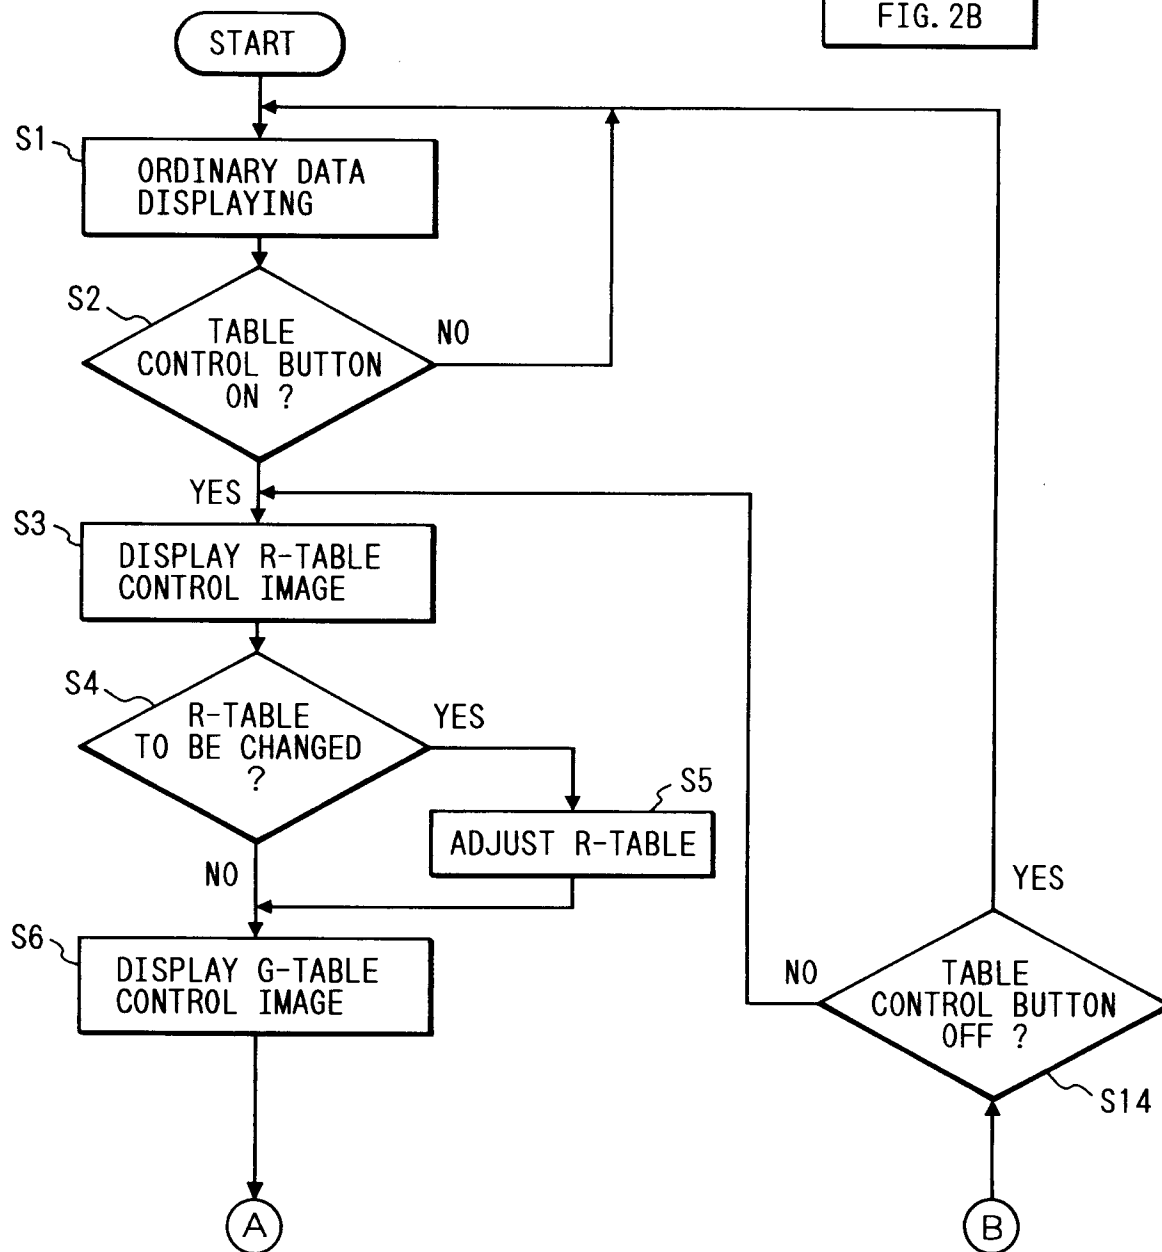 FIG. 2B
START
S1
ORDINARY DATA
DISPLAYING
S2
TABLE
CONTROL BUTTON
ON ?
NO
YES
S3
DISPLAY R-TABLE
CONTROL IMAGE
S4
R-TABLE
TO BE CHANGED
?
YES
S5
ADJUST R-TABLE
NO
S6
DISPLAY G-TABLE
CONTROL IMAGE
A
YES
NO
TABLE
CONTROL BUTTON
OFF ?
S14
B